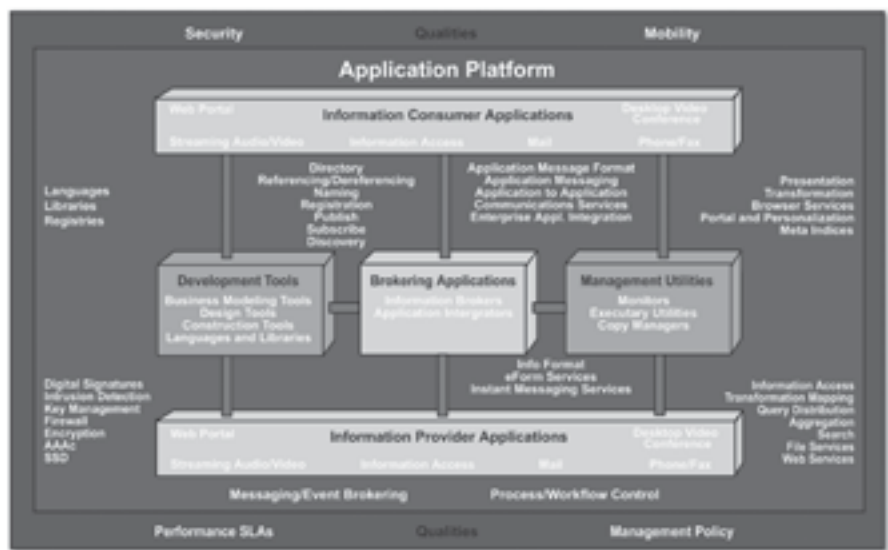 Security Qualities Mobility
Application Platform
Web Portal
Information Consumer Applications
Desktop Video
Conference
Streaming Audio/Video Information Access Mail Phone/Fax
Languages
Libraries
Registries
Directory
Referencing/Dereferencing
Naming
Registration
Publish
Subscribe
Discovery
Application Message Format
Application Messaging
Application to Application
Communications Services
Enterprise Appl. Integration
Presentation
Transformation
Browser Services
Portal and Personalization
Meta Indices
Development Tools
Business Modeling Tools
Design Tools
Construction Tools
Languages and Libraries
Brokering Applications
Information Brokers
Application Intergrators
Management Utilities
Monitors
Executary Utilities
Copy Managers
Info Format
eForm Services
Instant Messaging Services
Digital Signatures
Intrusion Detection
Key Management
Firewall
Encryption
AAAc
SSD
Information Access
Transformation Mapping
Query Distribution
Aggregation
Search
File Services
Web Services
Web Portal
Information Provider Applications
Desktop Video
Conference
Streaming Audio/Video Information Access Mail Phone/Fax
Messaging/Event Brokering Process/Workflow Control
Performance SLAs Qualities Management Policy